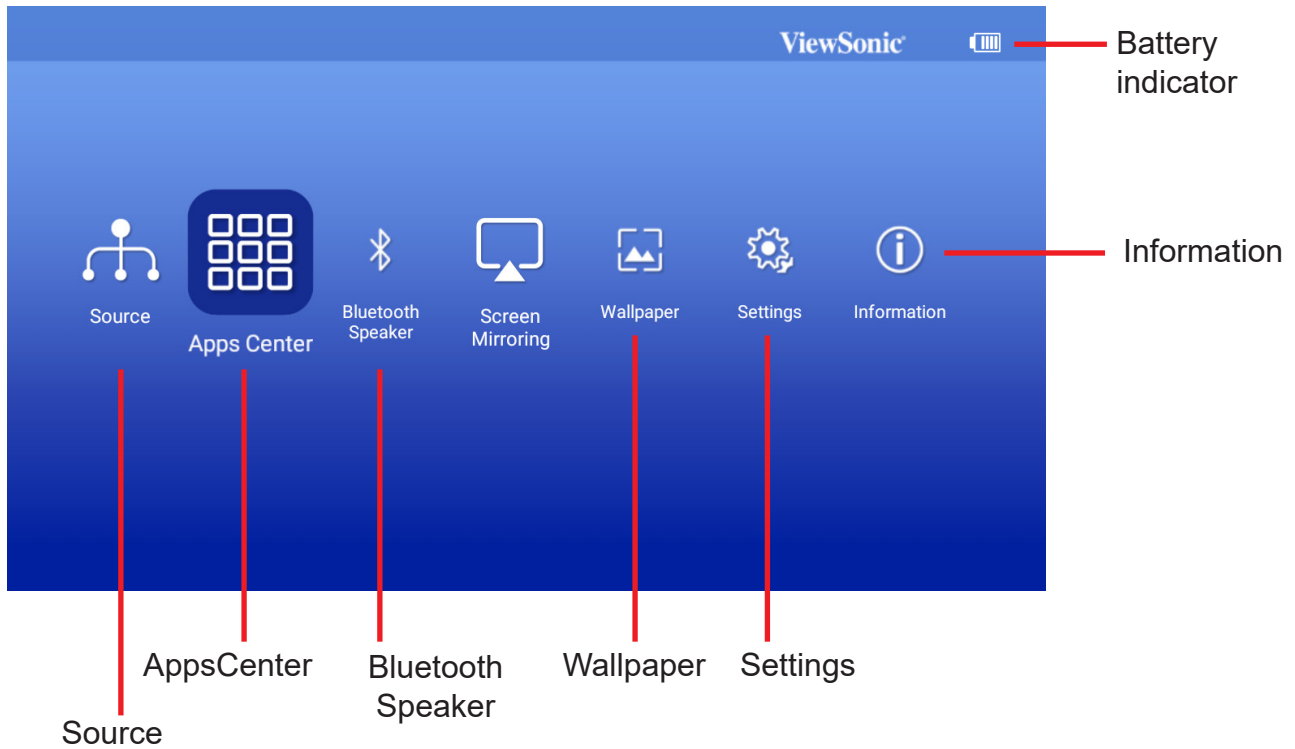 ViewSonic
Battery
indicator
Information
Source
Apps Center
Bluetooth
Speaker
Screen
Mirroring
Wallpaper
Settings
Information
AppsCenter
Bluetooth
Speaker
Wallpaper
Settings
Source